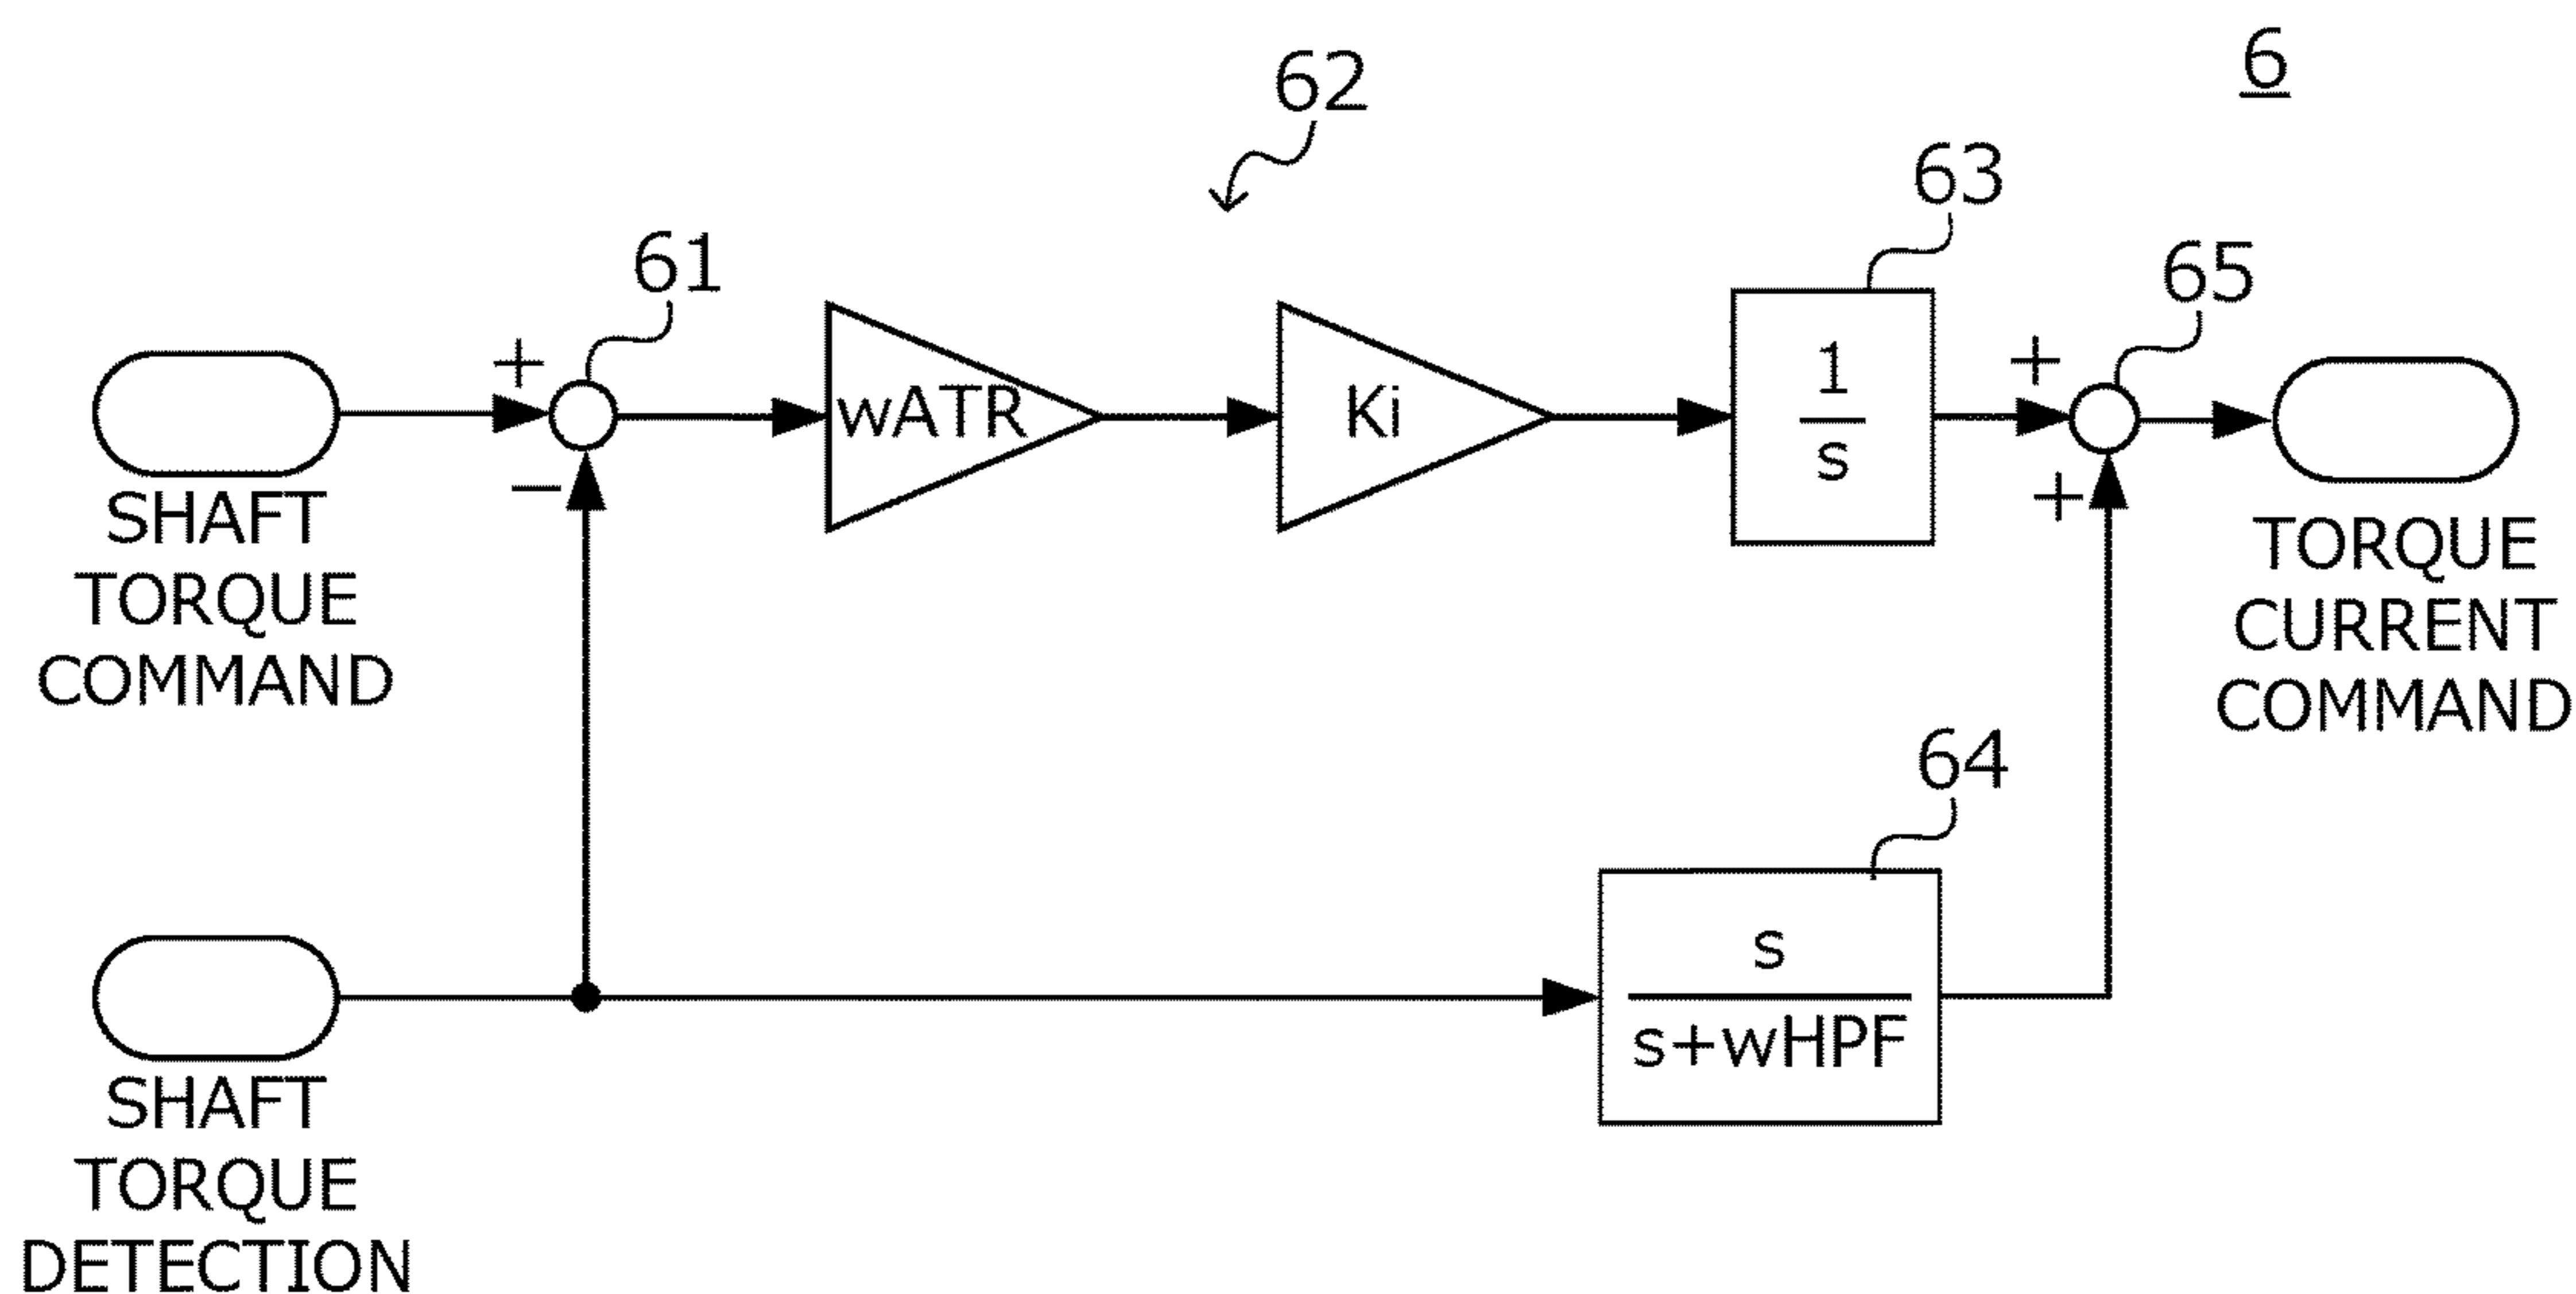 6
62
63
61
65
+
wATR
Ki
1
s
+
−
+
SHAFT
TORQUE
COMMAND
TORQUE
CURRENT
COMMAND
64
s
s+wHPF
SHAFT
TORQUE
DETECTION